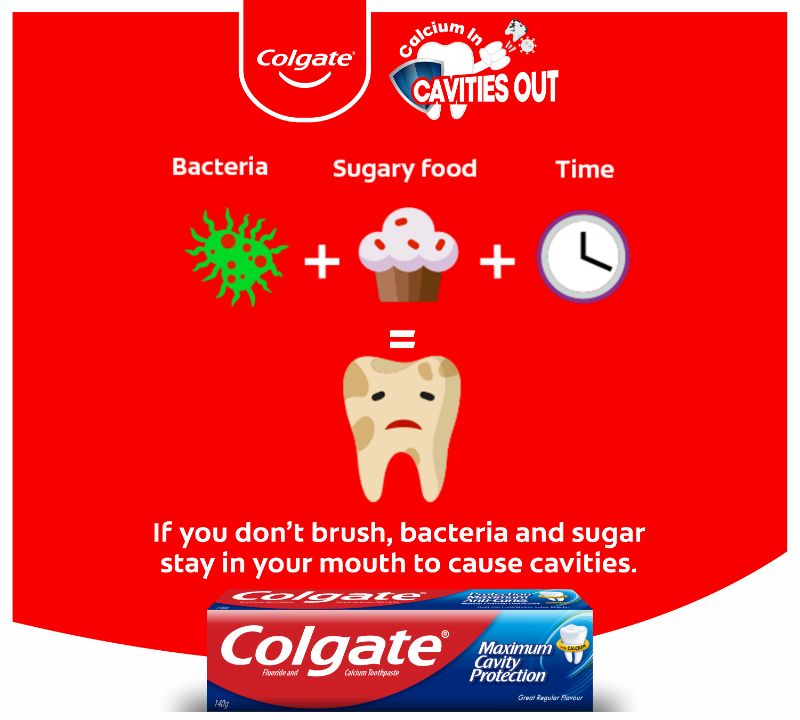 Colgate
Calcium In
CAVITIES OUT
Bacteria
Sugary food
Time
+ +
=
If you don't brush, bacteria and sugar
stay in your mouth to cause cavities.
Colgate
Colgate®
Maximum
Cavity
Protection
Fluoride and Calcium Toothpaste
Great Regular Flavour
140g